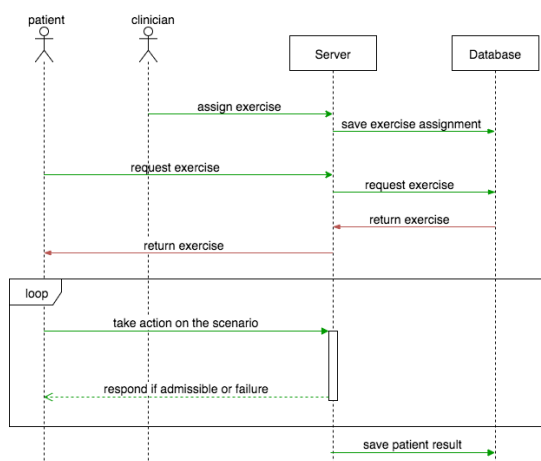 patient
clinician
Server
Database
assign exercise
save exercise assignment
request exercise
request exercise
return exercise
return exercise
loop
take action on the scenario
respond if admissible or failure
save patient result